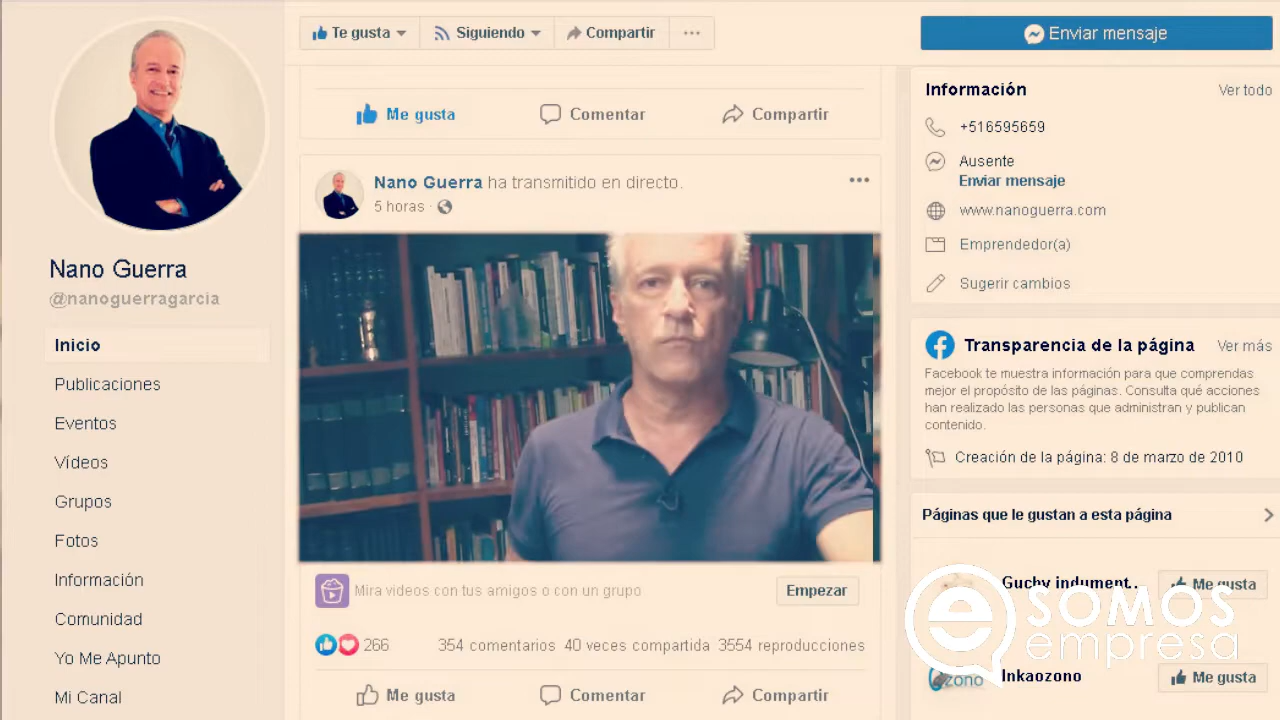 Te gusta
Siguiendo
Compartir
Enviar mensaje
Me gusta
Comentar
Compartir
Nano Guerra ha transmitido en directo.
5 horas ·
Nano Guerra
@nanoguerragarcia
Inicio
Publicaciones
Eventos
Vídeos
Grupos
Fotos
Información
Comunidad
Yo Me Apunto
Mi Canal
Mira videos con tus amigos o con un grupo
Empezar
266
354 comentarios 40 veces compartida 3554 reproducciones
Me gusta
Comentar
Compartir
Información
Ver todo
+516595659
Ausente
Enviar mensaje
www.nanoguerra.com
Emprendedor(a)
Sugerir cambios
Transparencia de la página
Ver más
Facebook te muestra información para que comprendas
mejor el propósito de las páginas. Consulta qué acciones
han realizado las personas que administran y publican
contenido.
Creación de la página: 8 de marzo de 2010
Páginas que le gustan a esta página
Guchy indument..
Me gusta
e SOMOS
empresa
Inkaozono
Me gusta